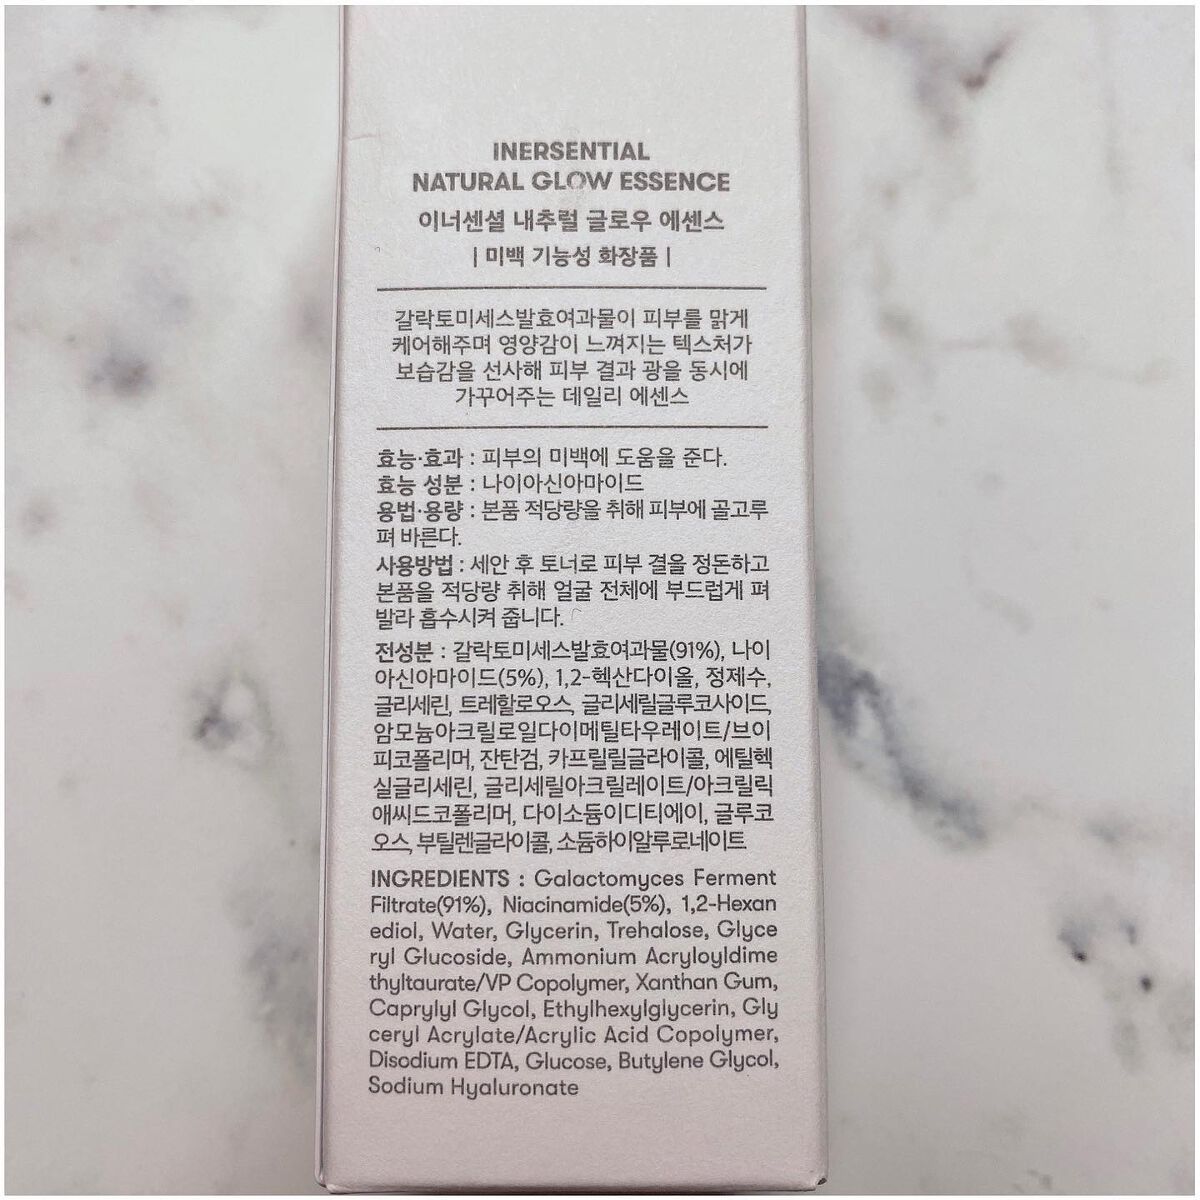 INERSENTIAL
NATURAL GLOW ESSENCE
이너센셜 내추럴 글로우 에센스
| 미백 기능성 화장품 |
갈락토미세스발효여과물이 피부를 맑게
케어해주며 영양감이 느껴지는 텍스처가
보습감을 선사해 피부 결과 광을 동시에
가꾸어주는 데일리 에센스
효능·효과 : 피부의 미백에 도움을 준다.
효능 성분 : 나이아신아마이드
용법·용량 : 본품 적당량을 취해 피부에 골고루
펴 바른다.
사용방법 : 세안 후 토너로 피부 결을 정돈하고
본품을 적당량 취해 얼굴 전체에 부드럽게 펴
발라 흡수시켜 줍니다.
전성분 : 갈락토미세스발효여과물(91%), 나이
아신아마이드(5%), 1,2-헥산다이올, 정제수,
글리세린, 트레할로오스, 글리세릴글루코사이드,
암모늄아크릴로일다이메틸타우레이트/브이
피코폴리머, 잔탄검, 카프릴릴글라이콜, 에틸헥
실글리세린, 글리세릴아크릴레이트/아크릴릭
애씨드코폴리머, 다이소듐이디티에이, 글루코
오스, 부틸렌글라이콜, 소듐하이알루로네이트
INGREDIENTS : Galactomyces Ferment
Filtrate(91%), Niacinamide(5%), 1,2-Hexan
ediol, Water, Glycerin, Trehalose, Glyce
ryl Glucoside, Ammonium Acryloyldime
thyltaurate/VP Copolymer, Xanthan Gum,
Caprylyl Glycol, Ethylhexylglycerin, Gly
ceryl Acrylate/Acrylic Acid Copolymer,
Disodium EDTA, Glucose, Butylene Glycol,
Sodium Hyaluronate